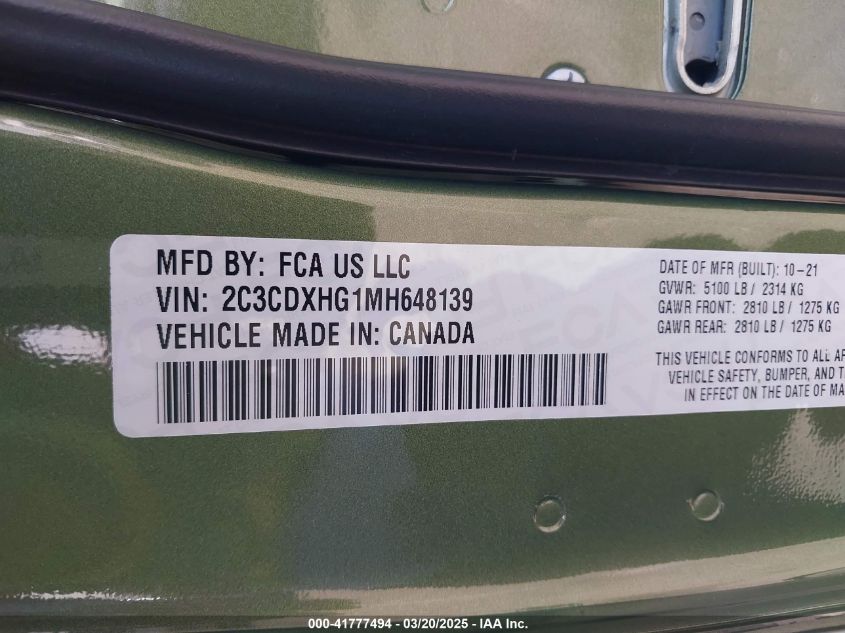 MFD BY: FCA US LLC
VIN: 2C3CDXHG1MH648139
VEHICLE MADE IN: CANADA
DATE OF MFR (BUILT): 10-21
GVWR: 5100 LB / 2314 KG
GAWR FRONT: 2810 LB / 1275 KG
GAWR REAR: 2810 LB / 1275 KG
THIS VEHICLE CONFORMS TO ALL
VEHICLE SAFETY, BUMPER, AND
IN EFFECT ON THE DATE OF
000-41777494 - 03/20/2025 - IAA Inc.